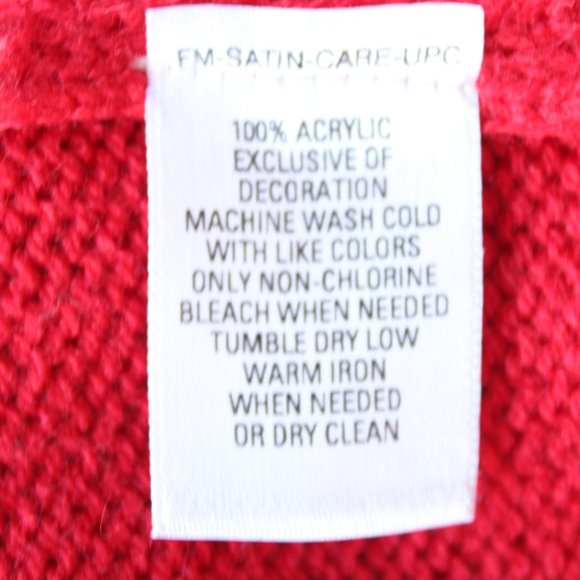 FM-SATIN-CARE-UPC
100% ACRYLIC
EXCLUSIVE OF
DECORATION
MACHINE WASH COLD
WITH LIKE COLORS
ONLY NON-CHLORINE
BLEACH WHEN NEEDED
TUMBLE DRY LOW
WARM IRON
WHEN NEEDED
OR DRY CLEAN